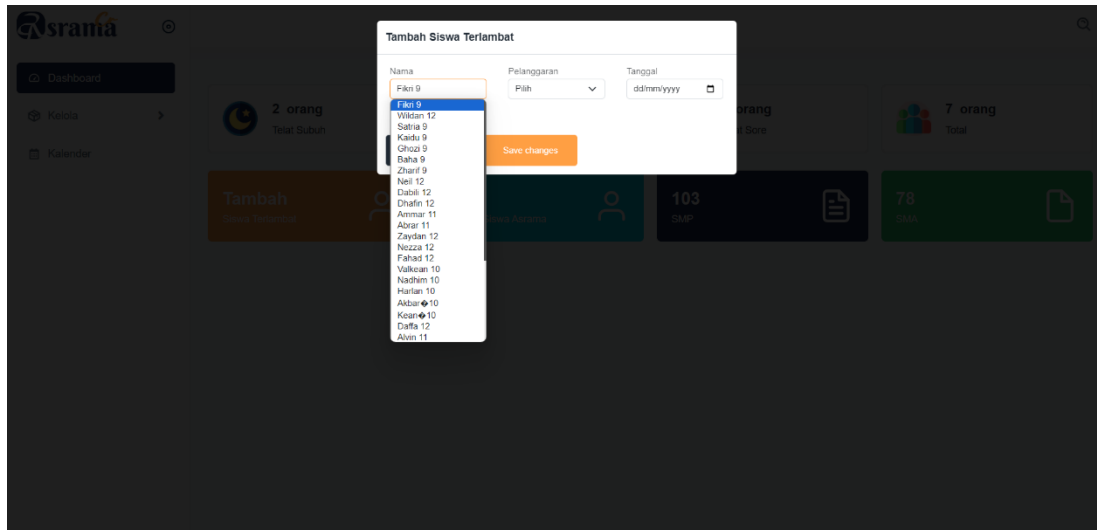 Asrama
Dashboard
Kelola
Kalender
2 orang
Telat Subuh
orang
t Sore
7 orang
Total
Tambah
Siswa Terlambat
swa Asrama
103
SMP
78
SMA
Tambah Siswa Terlambat
Nama
Pelanggaran
Tanggal
Fikri 9
Pilih
dd/mm/yyyy
Save changes
Fikri 9
Wildan 12
Satria 9
Kaidu 9
Ghozi 9
Baha 9
Zharif 9
Neil 12
Dabili 12
Dhafin 12
Ammar 11
Abrar 11
Zaydan 12
Nezza 12
Fahad 12
Valkean 10
Nadhim 10
Harlan 10
Akbar�10
Kean�10
Daffa 12
Alvin 11